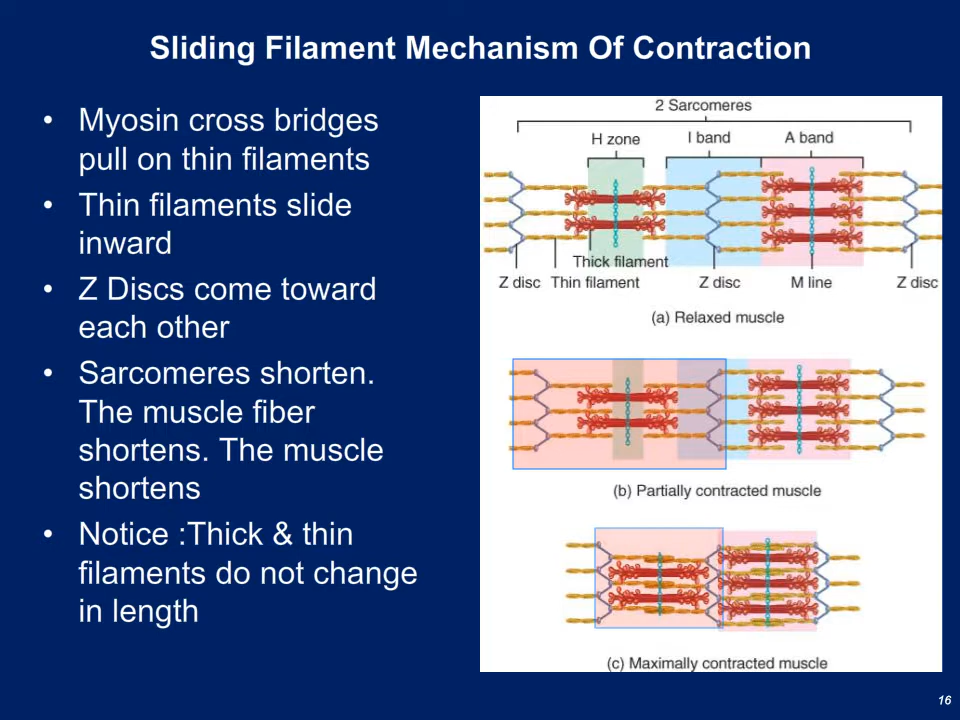 Sliding Filament Mechanism Of Contraction
• Myosin cross bridges
pull on thin filaments
• Thin filaments slide
inward
• Z Discs come toward
each other
• Sarcomeres shorten.
The muscle fiber
shortens. The muscle
shortens
• Notice :Thick & thin
filaments do not change
in length
2 Sarcomeres
H zone I band A band
Thick filament
Z disc Thin filament Z disc M line Z disc
(a) Relaxed muscle
(b) Partially contracted muscle
(c) Maximally contracted muscle
16